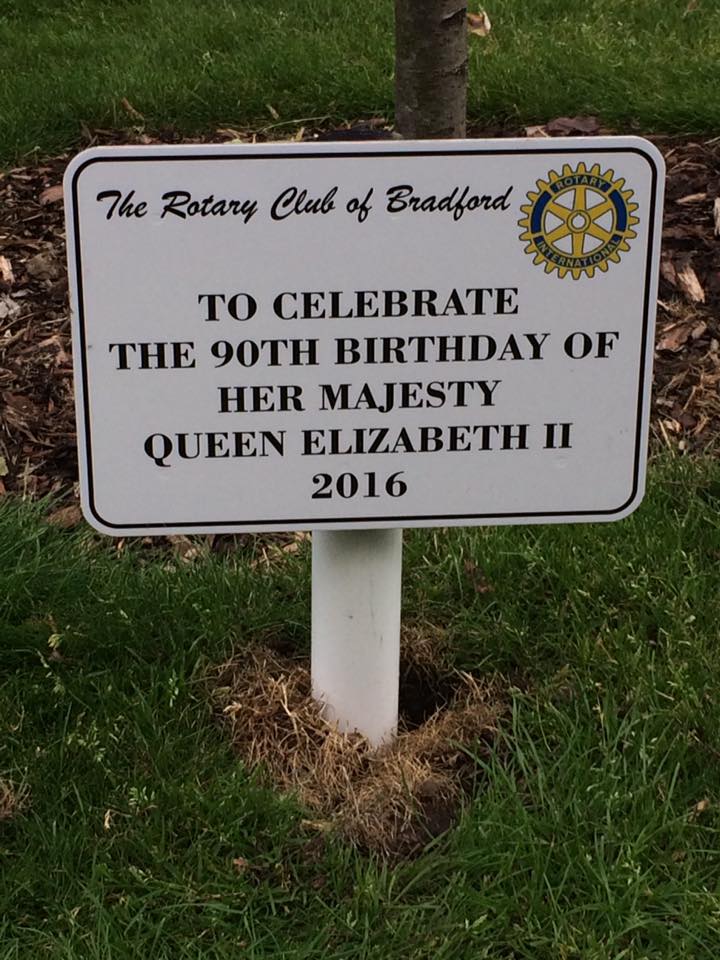 The Rotary Club of Bradford
ROTARY
INTERNATIONAL
TO CELEBRATE
THE 90TH BIRTHDAY OF
HER MAJESTY
QUEEN ELIZABETH II
2016